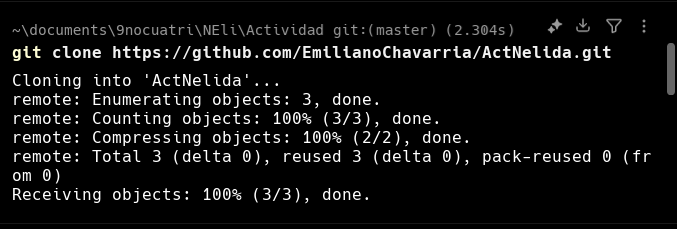 ~\documents\9nocuatri\NEli\Actividad git:(master) (2.304s)
git clone https://github.com/EmilianoChavarria/ActNelida.git
Cloning into 'ActNelida'...
remote: Enumerating objects: 3, done.
remote: Counting objects: 100% (3/3), done.
remote: Compressing objects: 100% (2/2), done.
remote: Total 3 (delta 0), reused 3 (delta 0), pack-reused 0 (fr
om 0)
Receiving objects: 100% (3/3), done.